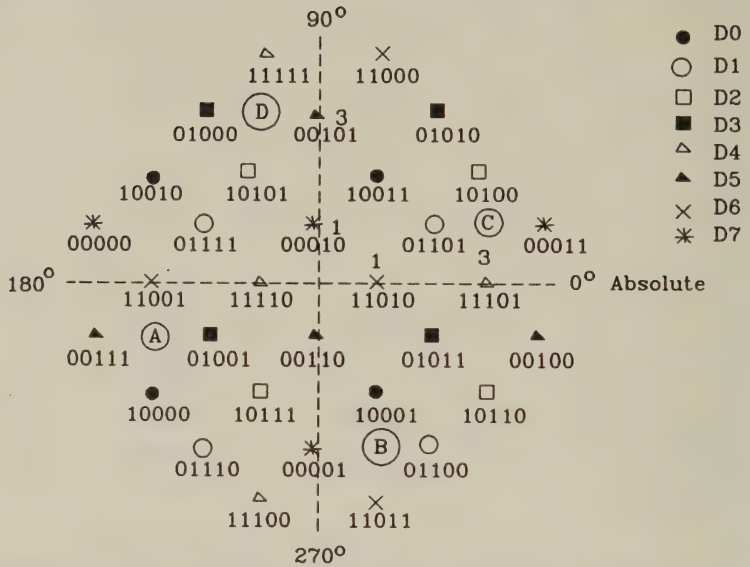 90°
11111 11000
D 3
01000 00101 01010
10010 10101 10011 10100
1 C
00000 01111 00010 01101 00011
1 3
180° 0° Absolute
11001 11110 11010 11101
A
00111 01001 00110 01011 00100
10000 10111 10001 10110
B
01110 00001 01100
11100 11011
270°
D0
D1
D2
D3
D4
D5
D6
D7